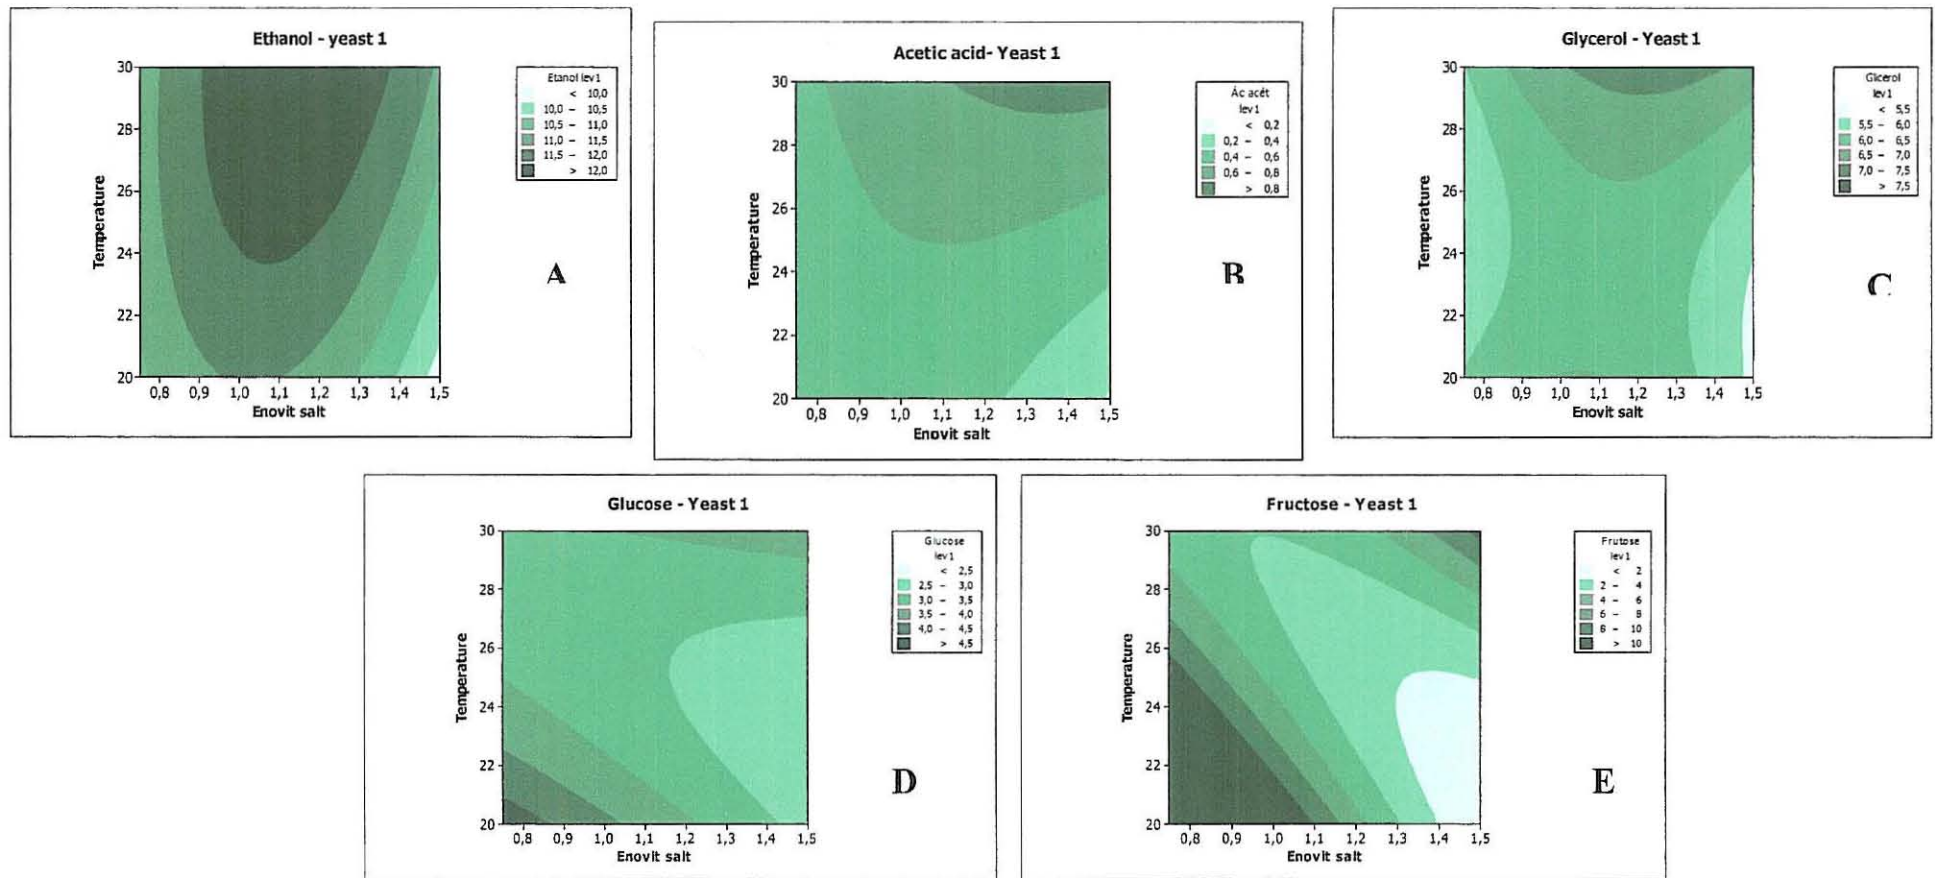 Ethanol - yeast 1
30
28
26
24
22
20
Temperature
0,8 0,9 1,0 1,1 1,2 1,3 1,4 1,5
Enovit salt
Etanol lev1
< 10,0
10,0 – 10,5
10,5 – 11,0
11,0 – 11,5
11,5 – 12,0
> 12,0
A
Acetic acid- Yeast 1
30
28
26
24
22
20
Temperature
0,8 0,9 1,0 1,1 1,2 1,3 1,4 1,5
Enovit salt
Ác acét
lev1
< 0,2
0,2 – 0,4
0,4 – 0,6
0,6 – 0,8
> 0,8
B
Glycerol - Yeast 1
30
28
26
24
22
20
Temperature
0,8 0,9 1,0 1,1 1,2 1,3 1,4 1,5
Enovit salt
Glicerol
lev1
< 5,5
5,5 – 6,0
6,0 – 6,5
6,5 – 7,0
7,0 – 7,5
> 7,5
C
Glucose - Yeast 1
30
28
26
24
22
20
Temperature
0,8 0,9 1,0 1,1 1,2 1,3 1,4 1,5
Enovit salt
Glucose
lev1
< 2,5
2,5 – 3,0
3,0 – 3,5
3,5 – 4,0
4,0 – 4,5
> 4,5
D
Fructose - Yeast 1
30
28
26
24
22
20
Temperature
0,8 0,9 1,0 1,1 1,2 1,3 1,4 1,5
Enovit salt
Frutose
lev1
< 2
2 – 4
4 – 6
6 – 8
8 – 10
> 10
E